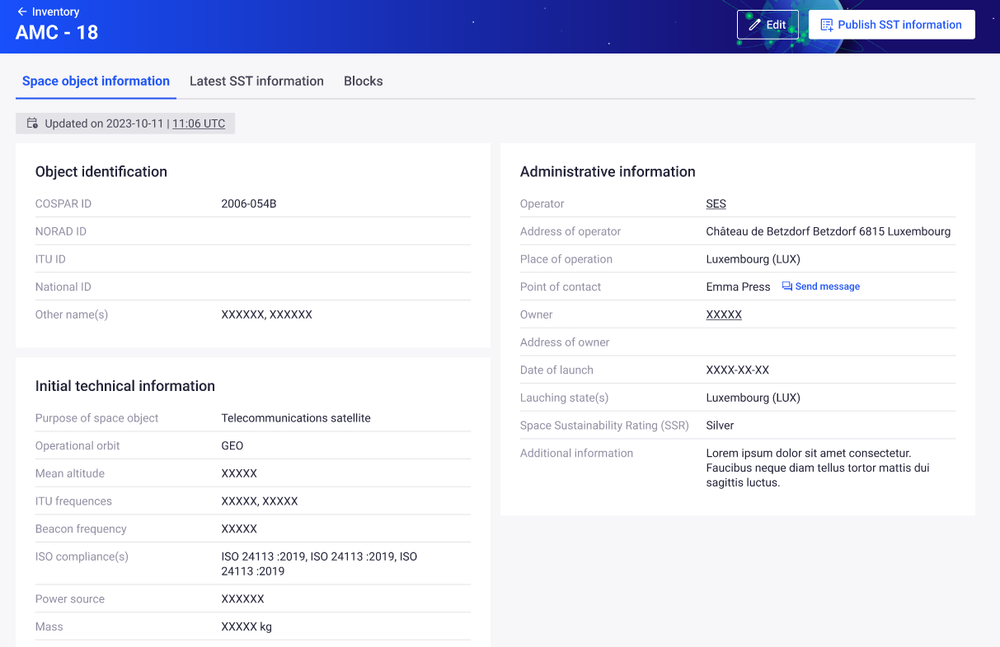 Inventory
AMC - 18
Edit
Publish SST information
Space object information
Latest SST information
Blocks
Updated on 2023-10-11 | 11:06 UTC
Object identification
COSPAR ID 2006-054B
NORAD ID
ITU ID
National ID
Other name(s) XXXXXX, XXXXXX
Initial technical information
Purpose of space object Telecommunications satellite
Operational orbit GEO
Mean altitude XXXXX
ITU frequences XXXXX, XXXXX
Beacon frequency XXXXX
ISO compliance(s) ISO 24113 :2019, ISO 24113 :2019, ISO
24113 :2019
Power source XXXXXX
Mass XXXXX kg
Administrative information
Operator SES
Address of operator Château de Betzdorf Betzdorf 6815 Luxembourg
Place of operation Luxembourg (LUX)
Point of contact Emma Press Send message
Owner XXXXX
Address of owner
Date of launch XXXX-XX-XX
Lauching state(s) Luxembourg (LUX)
Space Sustainability Rating (SSR) Silver
Additional information Lorem ipsum dolor sit amet consectetur.
Faucibus neque diam tellus tortor mattis dui
sagittis luctus.